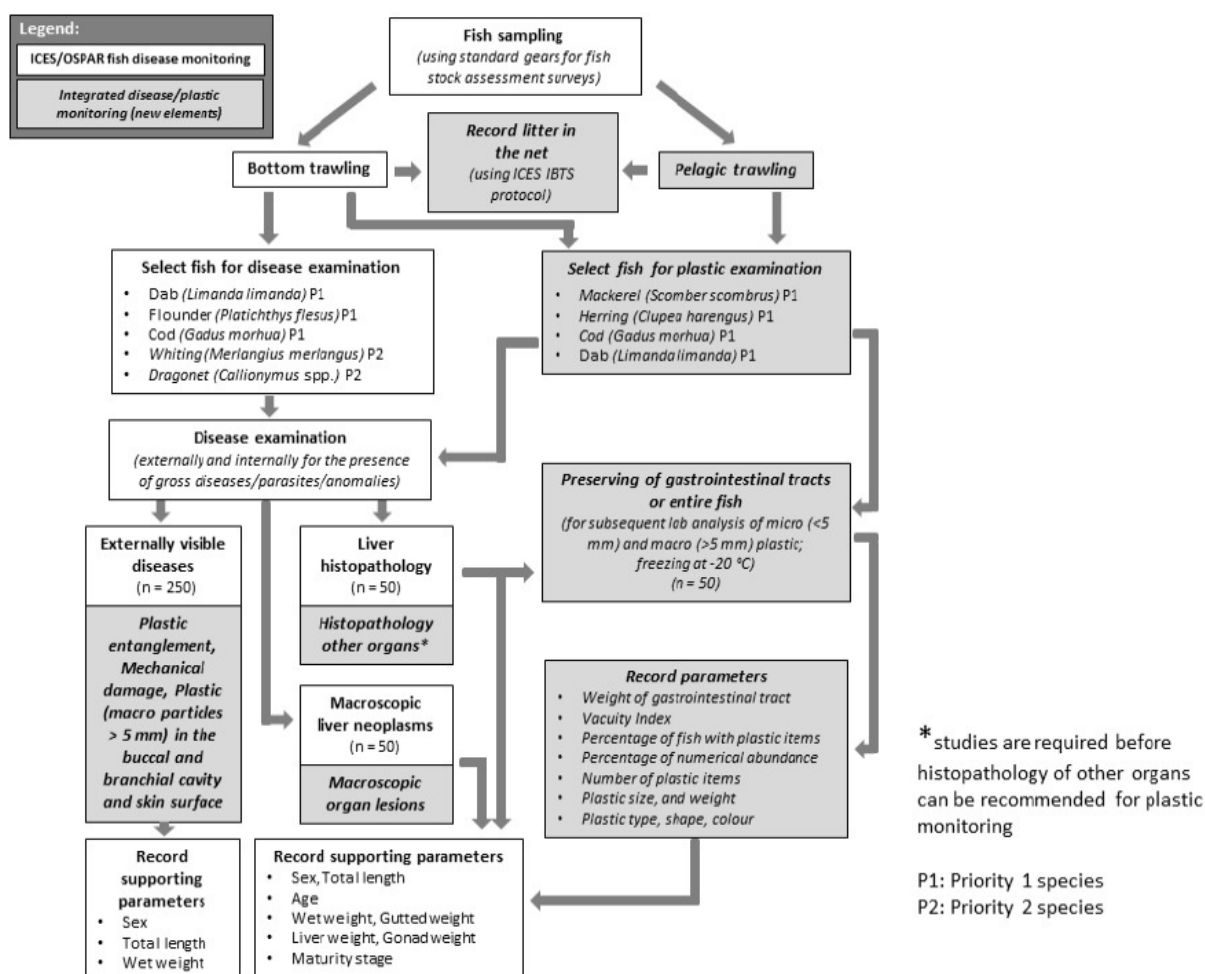 Legend:
ICES/OSPAR fish disease monitoring
Integrated disease/plastic
monitoring (new elements)
Fish sampling
(using standard gears for fish
stock assessment surveys)
Record litter in
the net
(using ICES IBTS
protocol)
Bottom trawling
Pelagic trawling
Select fish for disease examination
• Dab (Limanda limanda) P1
• Flounder (Platichthys flesus) P1
• Cod (Gadus morhua) P1
• Whiting (Merlangius merlangus) P2
• Dragonet (Callionymus spp.) P2
Select fish for plastic examination
• Mackerel (Scomber scombrus) P1
• Herring (Clupea harengus) P1
• Cod (Gadus morhua) P1
• Dab (Limanda limanda) P1
Disease examination
(externally and internally for the presence
of gross diseases/parasites/anomalies)
Preserving of gastrointestinal tracts
or entire fish
(for subsequent lab analysis of micro (<5
mm) and macro (>5 mm) plastic;
freezing at -20 ºC)
(n = 50)
Externally visible
diseases
(n = 250)
Plastic
entanglement,
Mechanical
damage, Plastic
(macro particles
> 5 mm) in the
buccal and
branchial cavity
and skin surface
Liver
histopathology
(n = 50)
Histopathology
other organs*
Macroscopic
liver neoplasms
(n = 50)
Macroscopic
organ lesions
Record parameters
• Weight of gastrointestinal tract
• Vacuity Index
• Percentage of fish with plastic items
• Percentage of numerical abundance
• Number of plastic items
• Plastic size, and weight
• Plastic type, shape, colour
Record
supporting
parameters
• Sex
• Total length
• Wet weight
Record supporting parameters
• Sex, Total length
• Age
• Wet weight, Gutted weight
• Liver weight, Gonad weight
• Maturity stage
*studies are required before
histopathology of other organs
can be recommended for plastic
monitoring
P1: Priority 1 species
P2: Priority 2 species